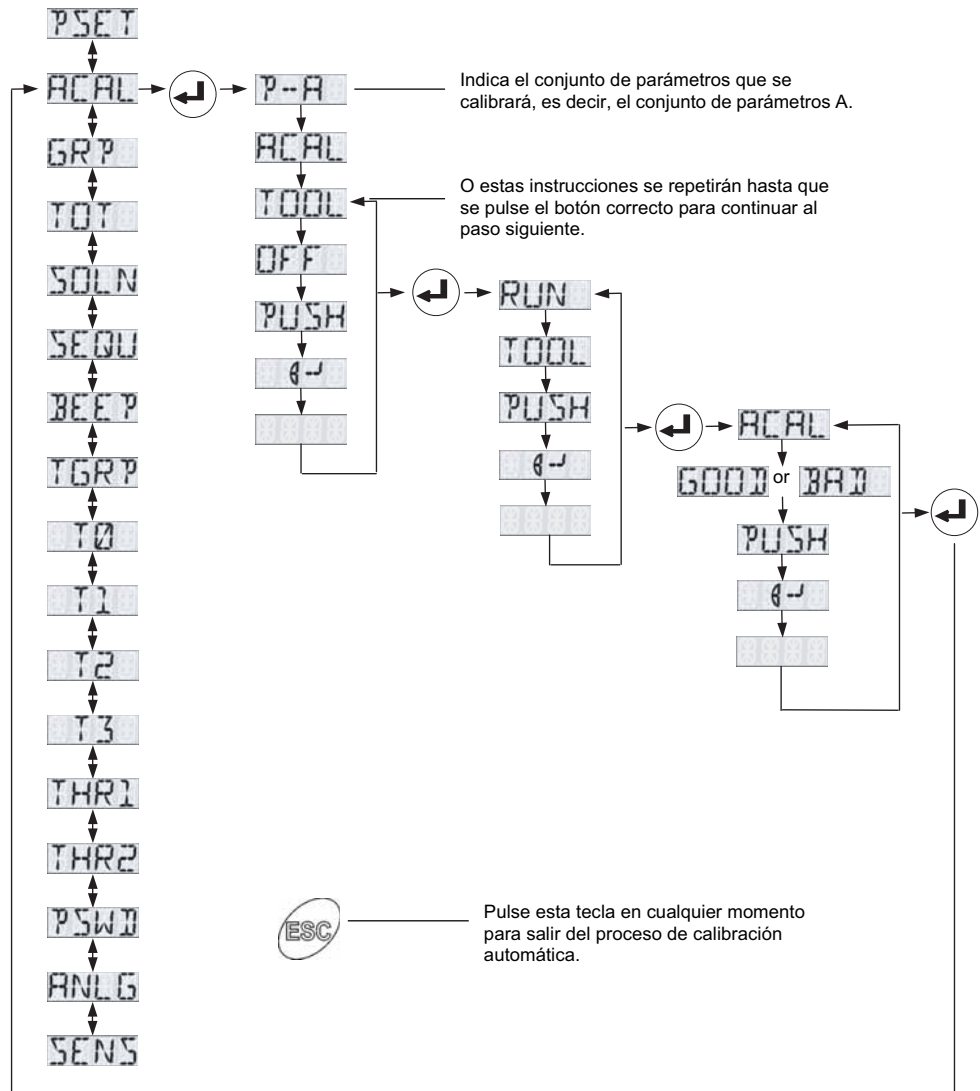 PSET
ACAL
GRP
TOT
SOLN
SEQU
BEEP
TGRP
T0
T1
T2
T3
THR1
THR2
PSWD
ANLG
SENS
P--A
ACAL
TOOL
OFF
PUSH
Indica el conjunto de parámetros que se
calibrará, es decir, el conjunto de parámetros A.
O estas instrucciones se repetirán hasta que
se pulse el botón correcto para continuar al
paso siguiente.
RUN
TOOL
PUSH
ACAL
GOOD or BAD
PUSH
ESC
Pulse esta tecla en cualquier momento
para salir del proceso de calibración
automática.